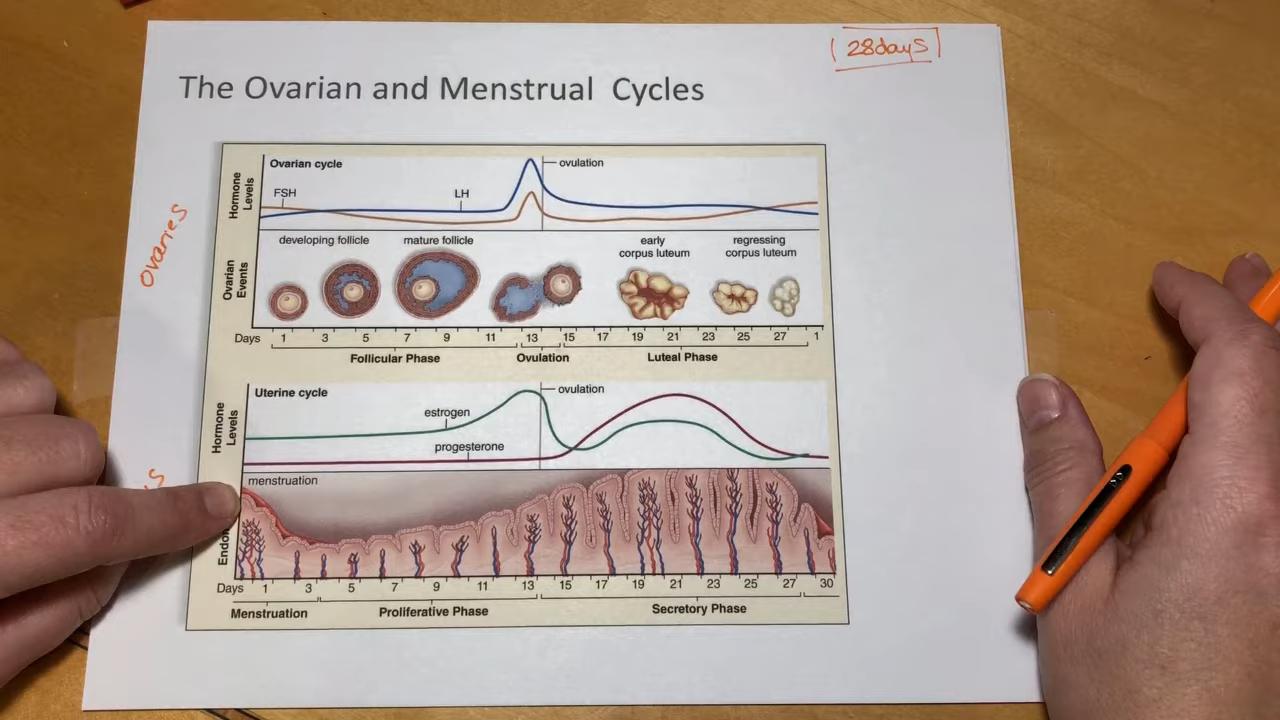 28days
The Ovarian and Menstrual Cycles
ovaries
Hormone
Levels
Ovarian cycle
FSH
LH
ovulation
Ovarian
Events
developing follicle
mature follicle
early
corpus luteum
regressing
corpus luteum
Days 1 3 5 7 9 11 13 15 17 19 21 23 25 27 1
Follicular Phase Ovulation Luteal Phase
Hormone
Levels
Uterine cycle
estrogen
progesterone
ovulation
menstruation
Days 1 3 5 7 9 11 13 15 17 19 21 23 25 27 30
Menstruation Proliferative Phase Secretory Phase